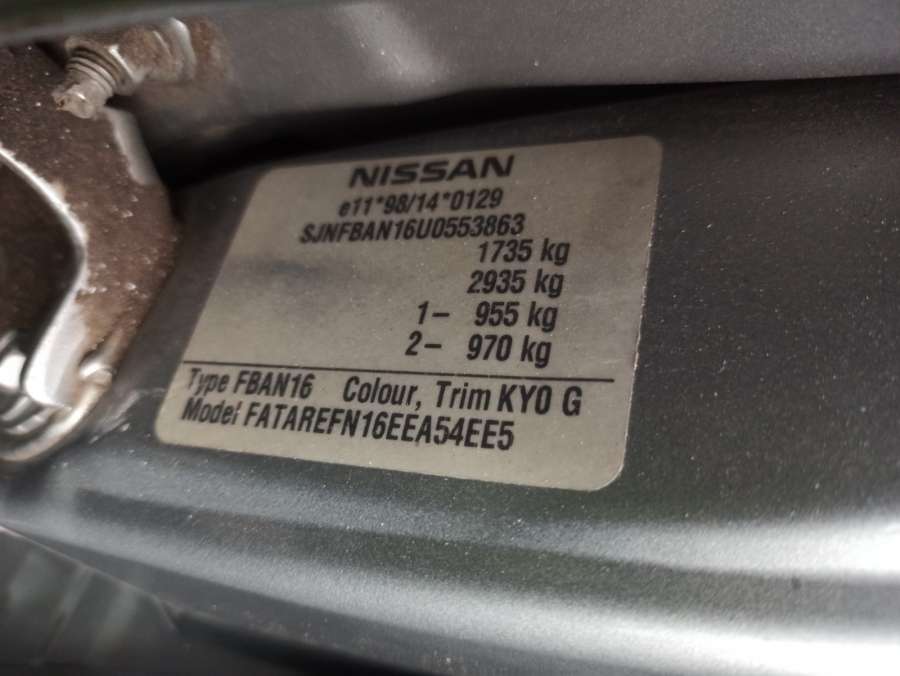 NISSAN
e11*98/14*0129
SJNFBAN16U0553863
1735 kg
2935 kg
1- 955 kg
2- 970 kg
Type FBAN16 Colour, Trim KY0 G
Model FATAREFN16EEA54EE5